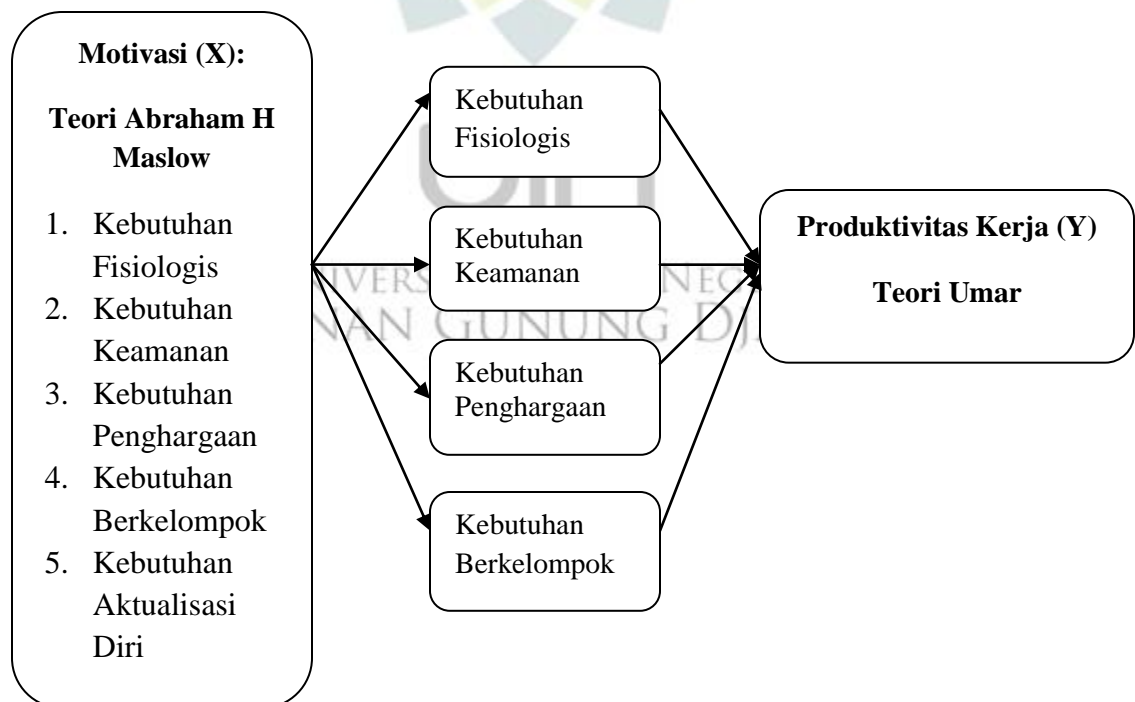 Motivasi (X):
Teori Abraham H
Maslow
1. Kebutuhan
Fisiologis
2. Kebutuhan
Keamanan
3. Kebutuhan
Penghargaan
4. Kebutuhan
Berkelompok
5. Kebutuhan
Aktualisasi
Diri
Kebutuhan
Fisiologis
Kebutuhan
Keamanan
Kebutuhan
Penghargaan
Kebutuhan
Berkelompok
Produktivitas Kerja (Y)
Teori Umar